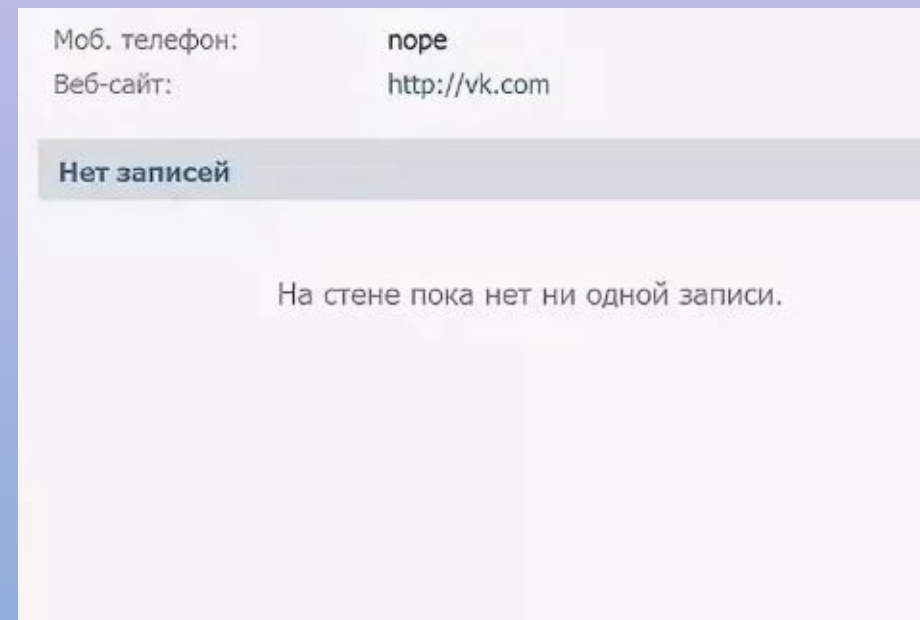 Моб. телефон: nope
Веб-сайт: http://vk.com
Нет записей
На стене пока нет ни одной записи.